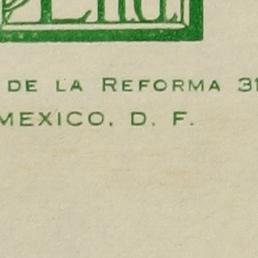 DE LA REFORMA 31
MEXICO, D. F.